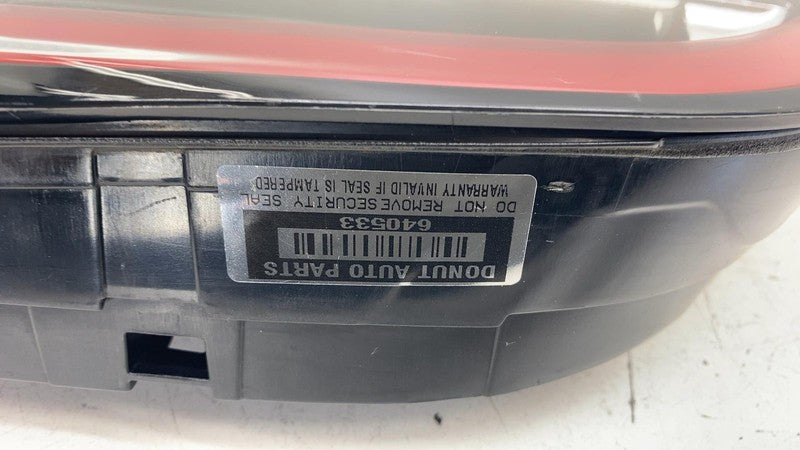 DONUT AUTO PARTS
640533
DO NOT REMOVE SECURITY SEAL
WARRANTY INVALID IF SEAL IS TAMPERED